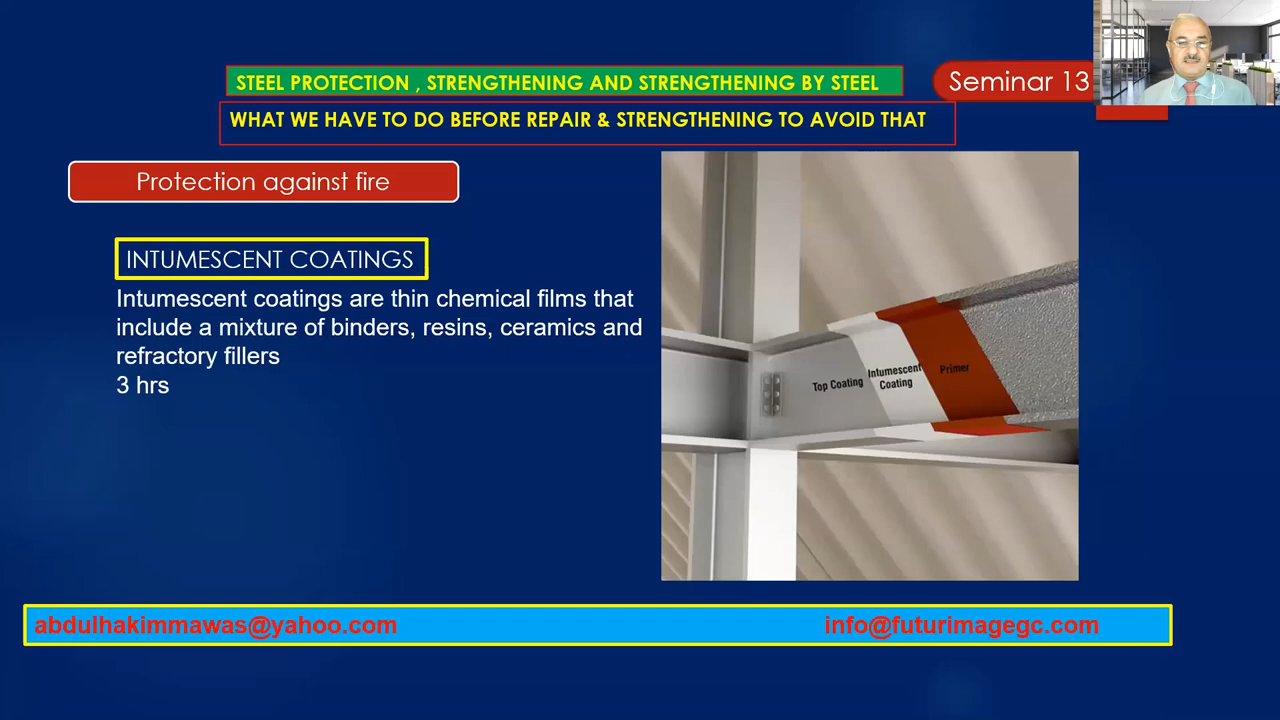 STEEL PROTECTION , STRENGTHENING AND STRENGTHENING BY STEEL
Seminar 13
WHAT WE HAVE TO DO BEFORE REPAIR & STRENGTHENING TO AVOID THAT
Protection against fire
INTUMESCENT COATINGS
Intumescent coatings are thin chemical films that
include a mixture of binders, resins, ceramics and
refractory fillers
3 hrs
Top Coating
Intumescent
Coating
Primer
abdulhakimmawas@yahoo.com
info@futurimagegc.com